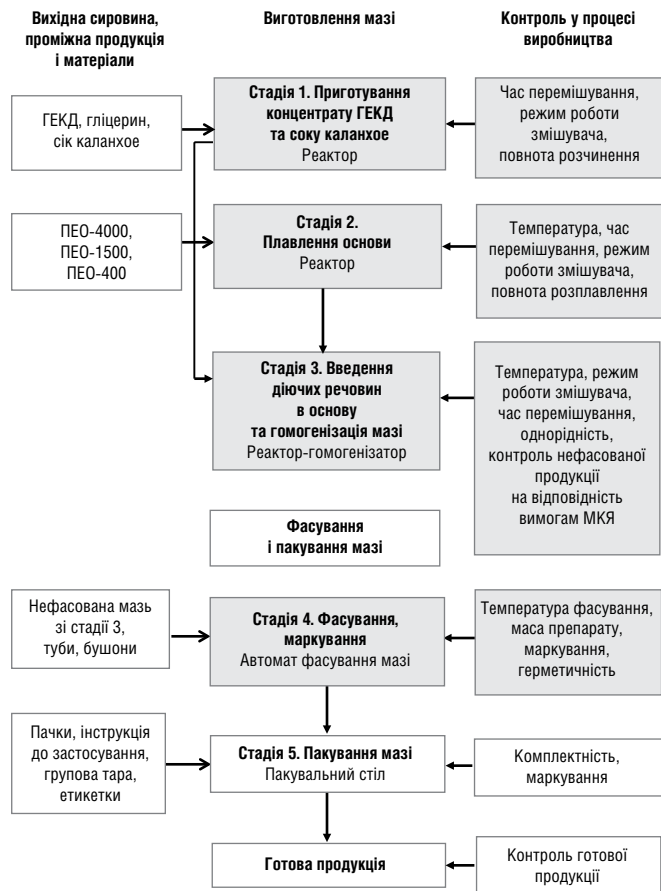 Вихідна сировина,
проміжна продукція
і матеріали
Виготовлення мазі
Контроль у процесі
виробництва
ГЕКД, гліцерин,
сік каланхое
Стадія 1. Приготування
концентрату ГЕКД
та соку каланхое
Реактор
Час перемішування,
режим роботи
змішувача,
повнота розчинення
ПЕО-4000,
ПЕО-1500,
ПЕО-400
Стадія 2.
Плавлення основи
Реактор
Температура, час
перемішування, режим
роботи змішувача,
повнота розплавлення
Стадія 3. Введення
діючих речовин
в основу
та гомогенізація мазі
Реактор-гомогенізатор
Температура, режим
роботи змішувача,
час перемішування,
однорідність,
контроль нефасованої
продукції
на відповідність
вимогам МКЯ
Фасування
і пакування мазі
Нефасована мазь
зі стадії 3,
туби, бушони
Стадія 4. Фасування,
маркування
Автомат фасування мазі
Температура фасування,
маса препарату,
маркування,
герметичність
Пачки, інструкція
до застосування,
групова тара,
етикетки
Стадія 5. Пакування мазі
Пакувальний стіл
Комплектність,
маркування
Готова продукція
Контроль готової
продукції